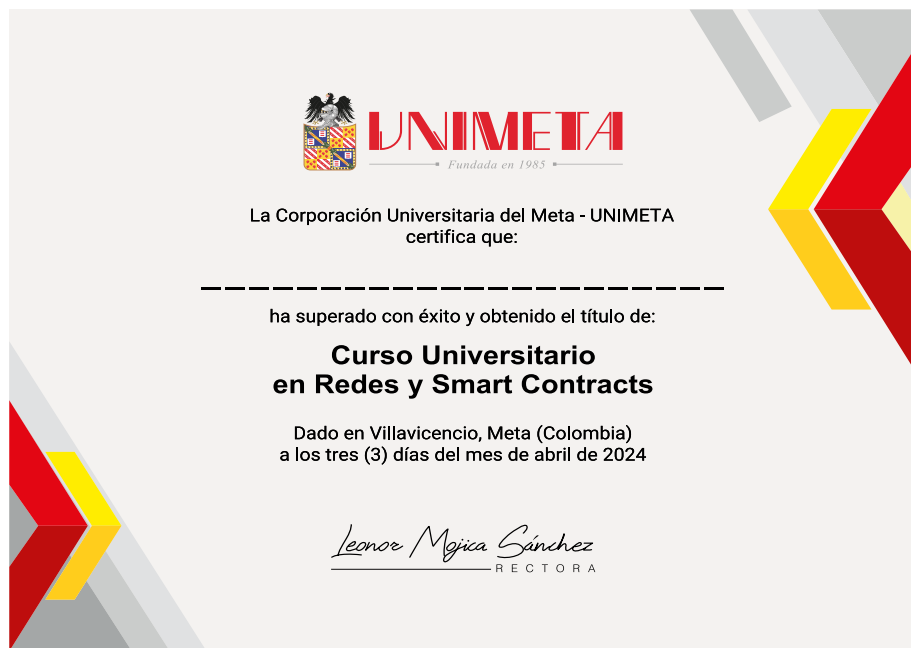 UNIMETA
Fundada en 1985
La Corporación Universitaria del Meta - UNIMETA
certifica que:
ha superado con éxito y obtenido el título de:
Curso Universitario
en Redes y Smart Contracts
Dado en Villavicencio, Meta (Colombia)
a los tres (3) días del mes de abril de 2024
Leonor Mojica Sánchez
RECTORA